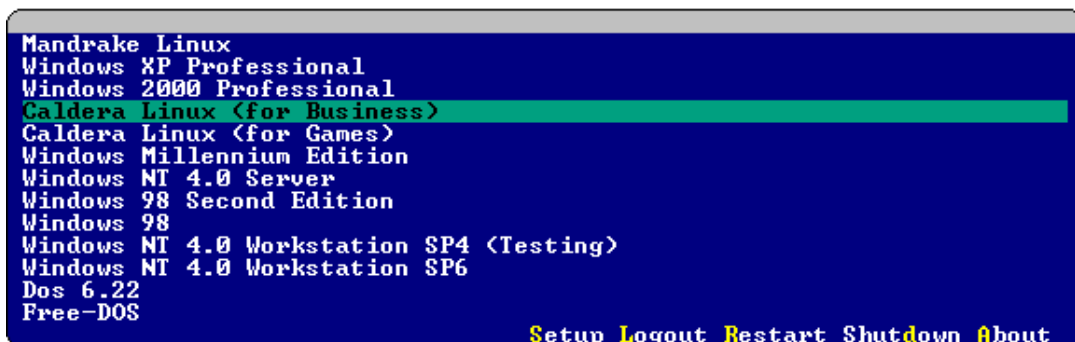 Mandrake Linux
Windows XP Professional
Windows 2000 Professional
Caldera Linux (for Business)
Caldera Linux (for Games)
Windows Millennium Edition
Windows NT 4.0 Server
Windows 98 Second Edition
Windows 98
Windows NT 4.0 Workstation SP4 (Testing)
Windows NT 4.0 Workstation SP6
Dos 6.22
Free-DOS
Setup Logout Restart Shutdown About